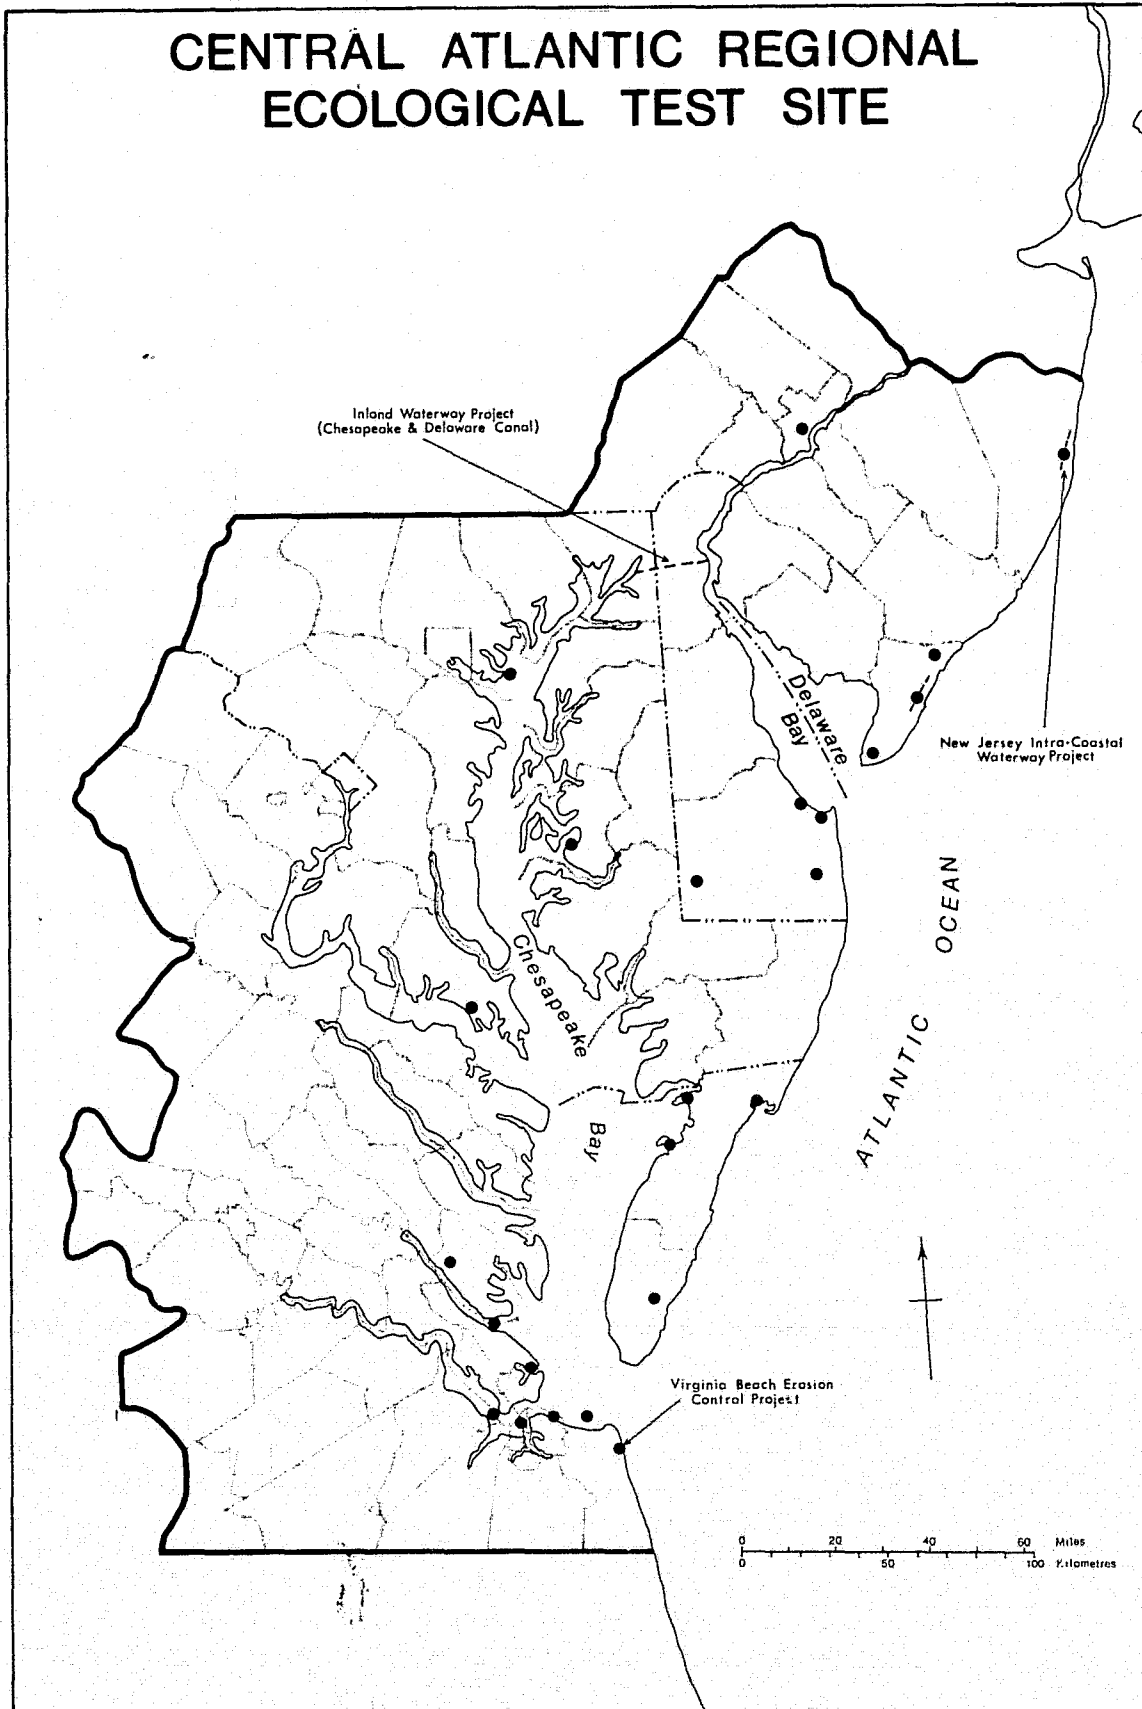 CENTRAL ATLANTIC REGIONAL
ECOLOGICAL TEST SITE
Inland Waterway Project
(Chesapeake & Delaware Canal)
Delaware
Bay
New Jersey Intra-Coastal
Waterway Project
ATLANTIC OCEAN
Chesapeake
Bay
Virginia Beach Erosion
Control Project
0 20 40 60 Miles
0 50 100 Kilometres